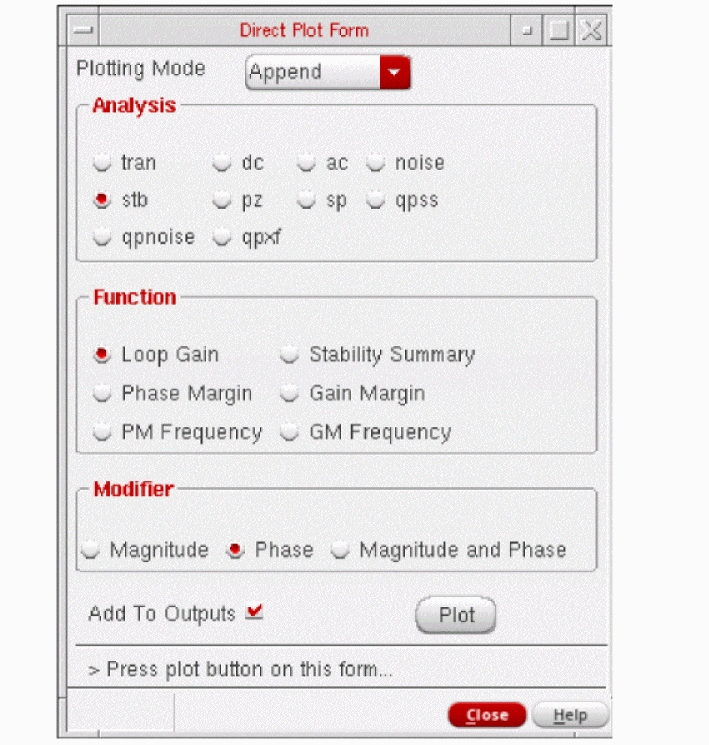 Direct Plot Form
Plotting Mode Append
Analysis
tran dc ac noise
stb pz sp qpss
qpnoise qpxf
Function
Loop Gain Stability Summary
Phase Margin Gain Margin
PM Frequency GM Frequency
Modifier
Magnitude Phase Magnitude and Phase
Add To Outputs Plot
> Press plot button on this form...
Close Help